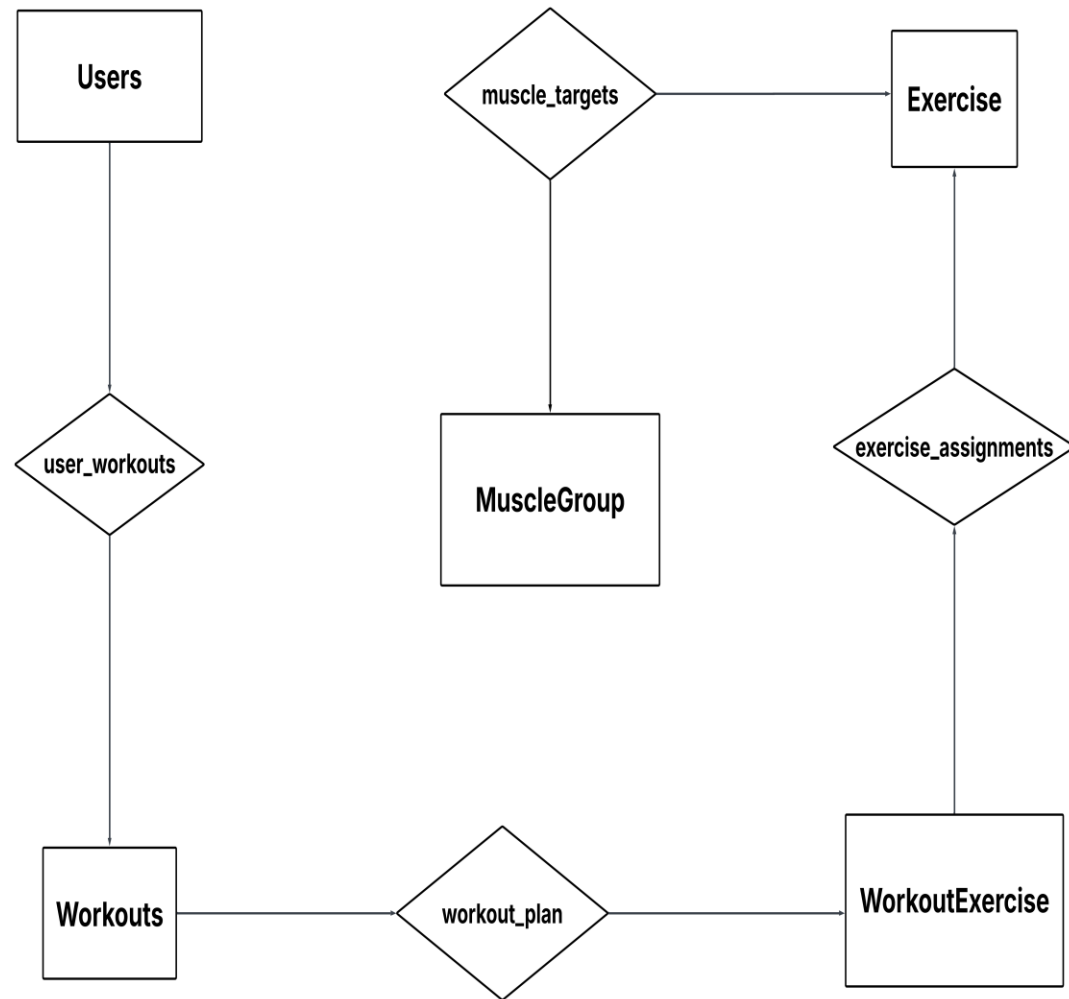 Users
muscle_targets
Exercise
user_workouts
MuscleGroup
exercise_assignments
Workouts
workout_plan
WorkoutExercise